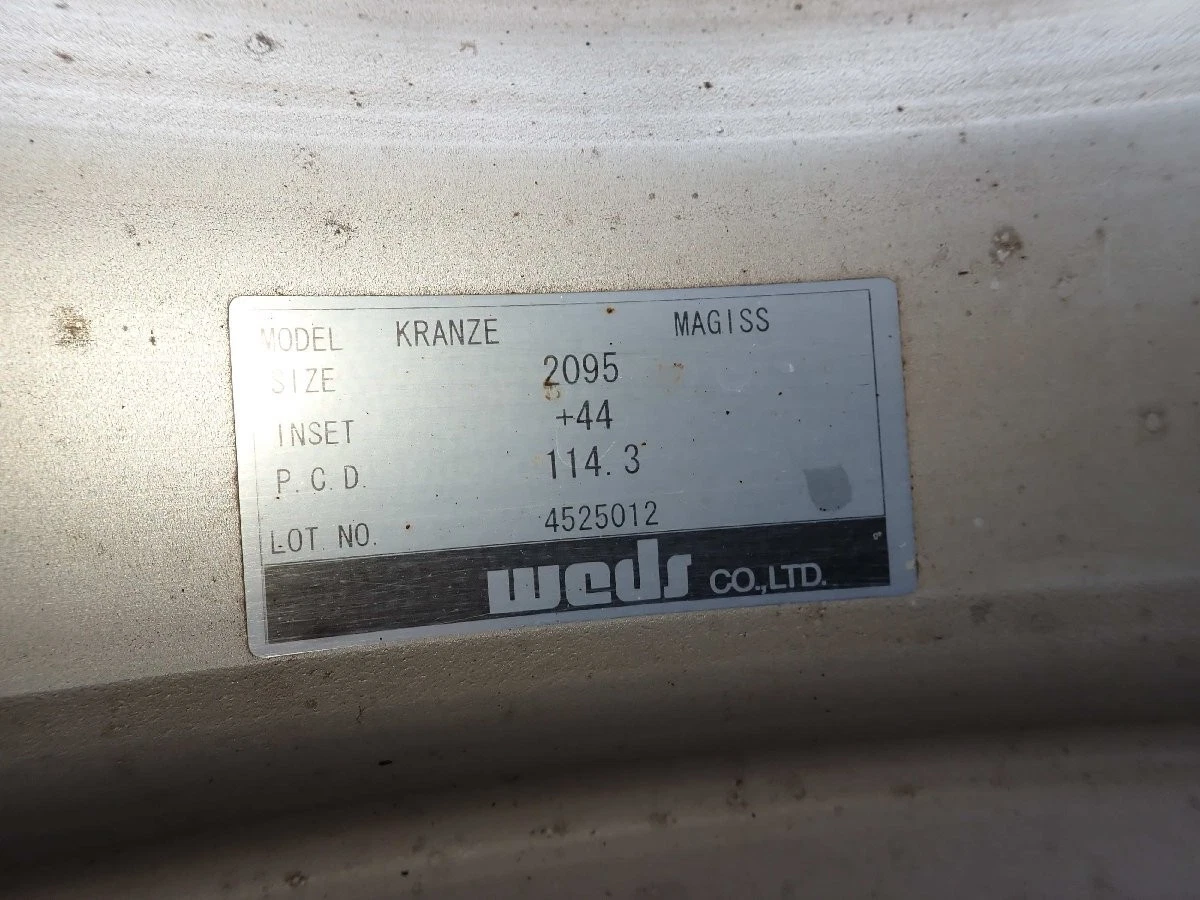 MODEL KRANZE MAGISS
SIZE 2095
INSET +44
P.C.D. 114.3
LOT NO. 4525012
weds CO.,LTD.